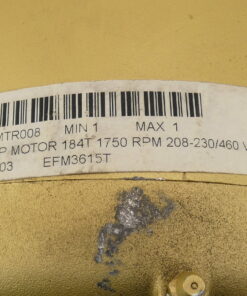 MTR008 MIN 1 MAX 1
P MOTOR 184T 1750 RPM 208-230/460 V
03 EFM3615T